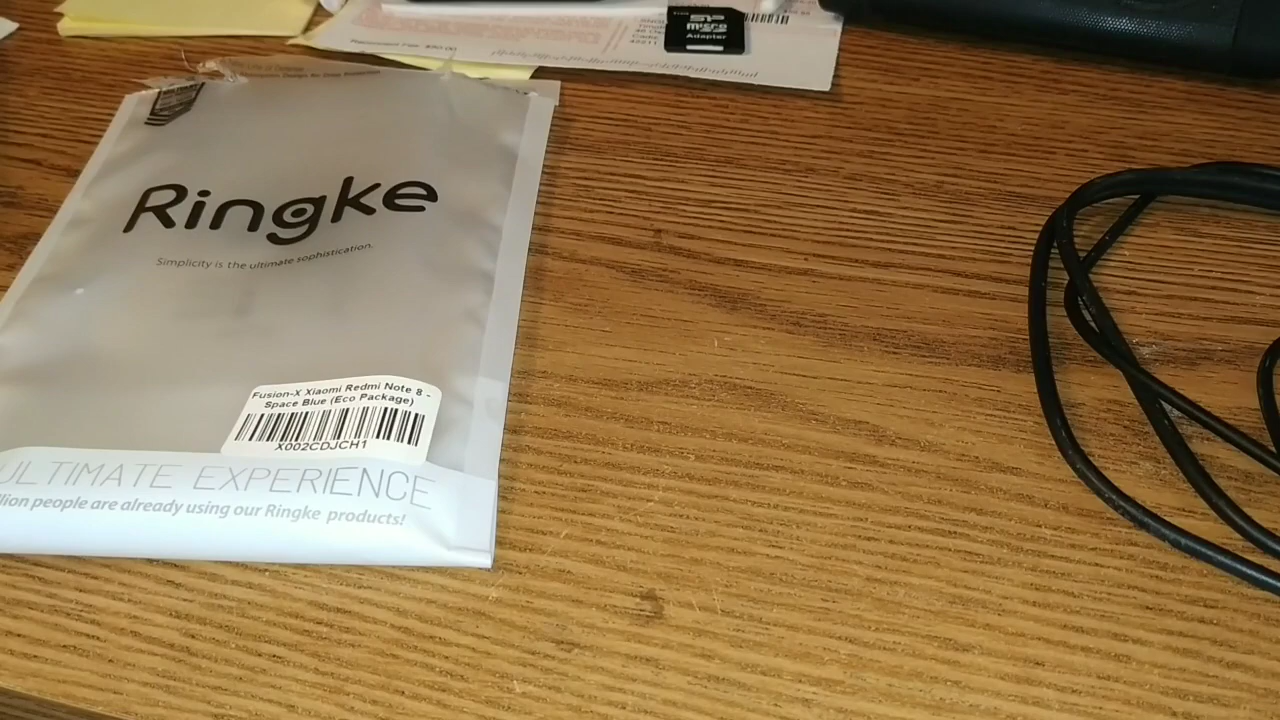 SP
micro
Adapter
Ringke
Simplicity is the ultimate sophistication.
Fusion-X Xiaomi Redmi Note 8 -
Space Blue (Eco Package)
X002CDJCH1
ULTIMATE EXPERIENCE
people are already using our Ringke products!